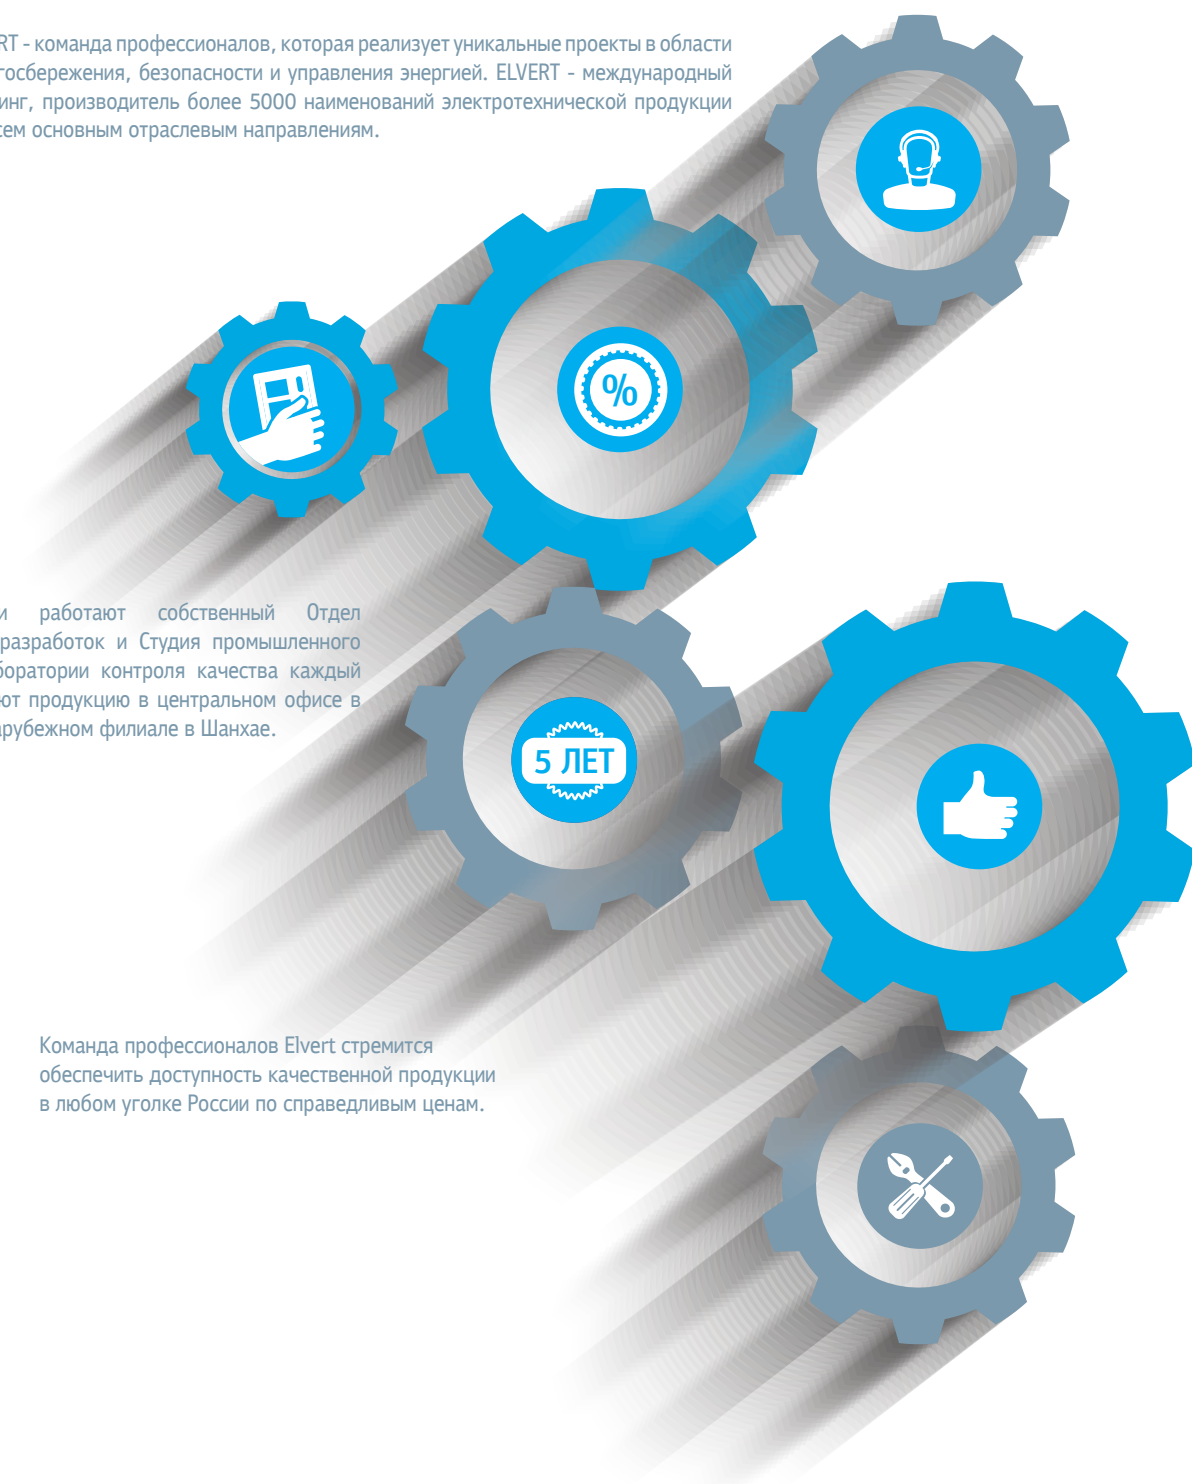 RT - команда профессионалов, которая реализует уникальные проекты в области
госбережения, безопасности и управления энергией. ELVERT - международный
инг, производитель более 5000 наименований электротехнической продукции
сем основным отраслевым направлениям.
%
и работают собственный Отдел
разработок и Студия промышленного
боратории контроля качества каждый
ют продукцию в центральном офисе в
арубежном филиале в Шанхае.
5 ЛЕТ
Команда профессионалов Elvert стремится
обеспечить доступность качественной продукции
в любом уголке России по справедливым ценам.